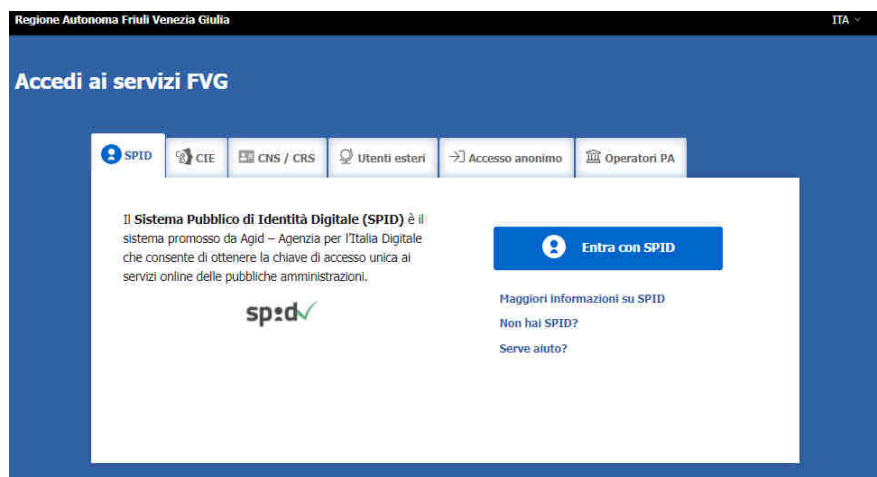 Regione Autonoma Friuli Venezia Giulia
ITA
Accedi ai servizi FVG
SPID
CIE
CNS / CRS
Utenti esteri
Accesso anonimo
Operatori PA
Il Sistema Pubblico di Identità Digitale (SPID) è il
sistema promosso da Agid – Agenzia per l'Italia Digitale
che consente di ottenere la chiave di accesso unica ai
servizi online delle pubbliche amministrazioni.
spid
Entra con SPID
Maggiori informazioni su SPID
Non hai SPID?
Serve aiuto?